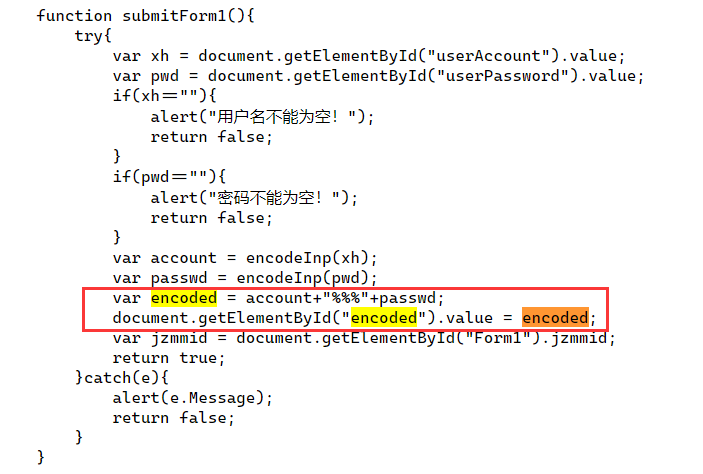 function submitForm1(){
    try{
        var xh = document.getElementById("userAccount").value;
        var pwd = document.getElementById("userPassword").value;
        if(xh==""){
            alert("用户名不能为空！");
            return false;
        }
        if(pwd==""){
            alert("密码不能为空！");
            return false;
        }
        var account = encodeInp(xh);
        var passwd = encodeInp(pwd);
        var encoded = account+"%%%"+passwd;
        document.getElementById("encoded").value = encoded;
        var jzmmid = document.getElementById("Form1").jzmmid;
        return true;
    }catch(e){
        alert(e.Message);
        return false;
    }
}